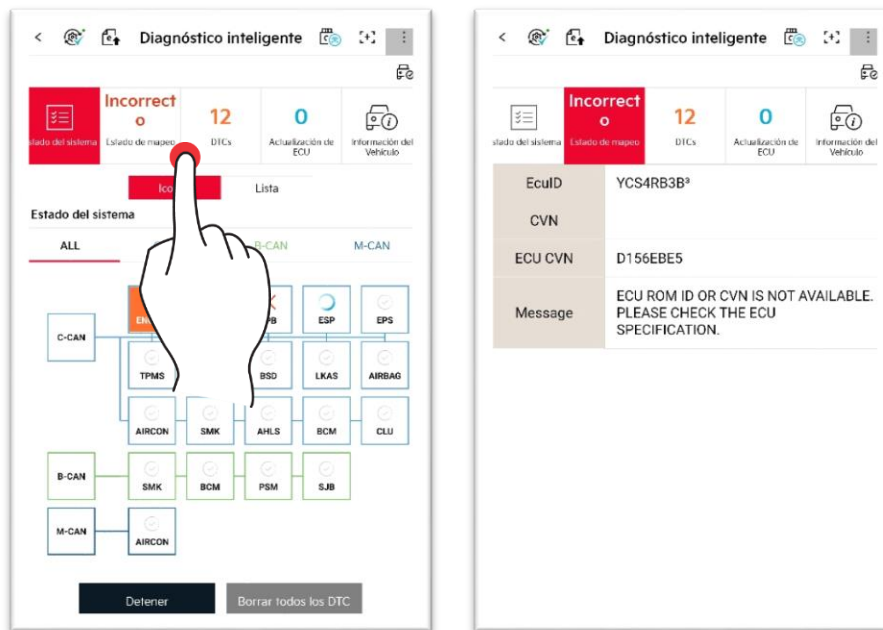 Diagnóstico inteligente
Incorrect
o
12
0
stado del sistema
Estado de mapeo
DTCs
Actualización de
ECU
Información del
Vehículo
Lista
Estado del sistema
ALL
B-CAN
M-CAN
ESP
EPS
C-CAN
TPMS
BSD
LKAS
AIRBAG
AIRCON
SMK
AHLS
BCM
CLU
B-CAN
SMK
BCM
PSM
SJB
M-CAN
AIRCON
Detener
Borrar todos los DTC
Diagnóstico inteligente
Incorrect
o
12
0
stado del sistema
Estado de mapeo
DTCs
Actualización de
ECU
Información del
Vehículo
EcuID
YCS4RB3B³
CVN
ECU CVN
D156EBE5
Message
ECU ROM ID OR CVN IS NOT AVAILABLE.
PLEASE CHECK THE ECU
SPECIFICATION.